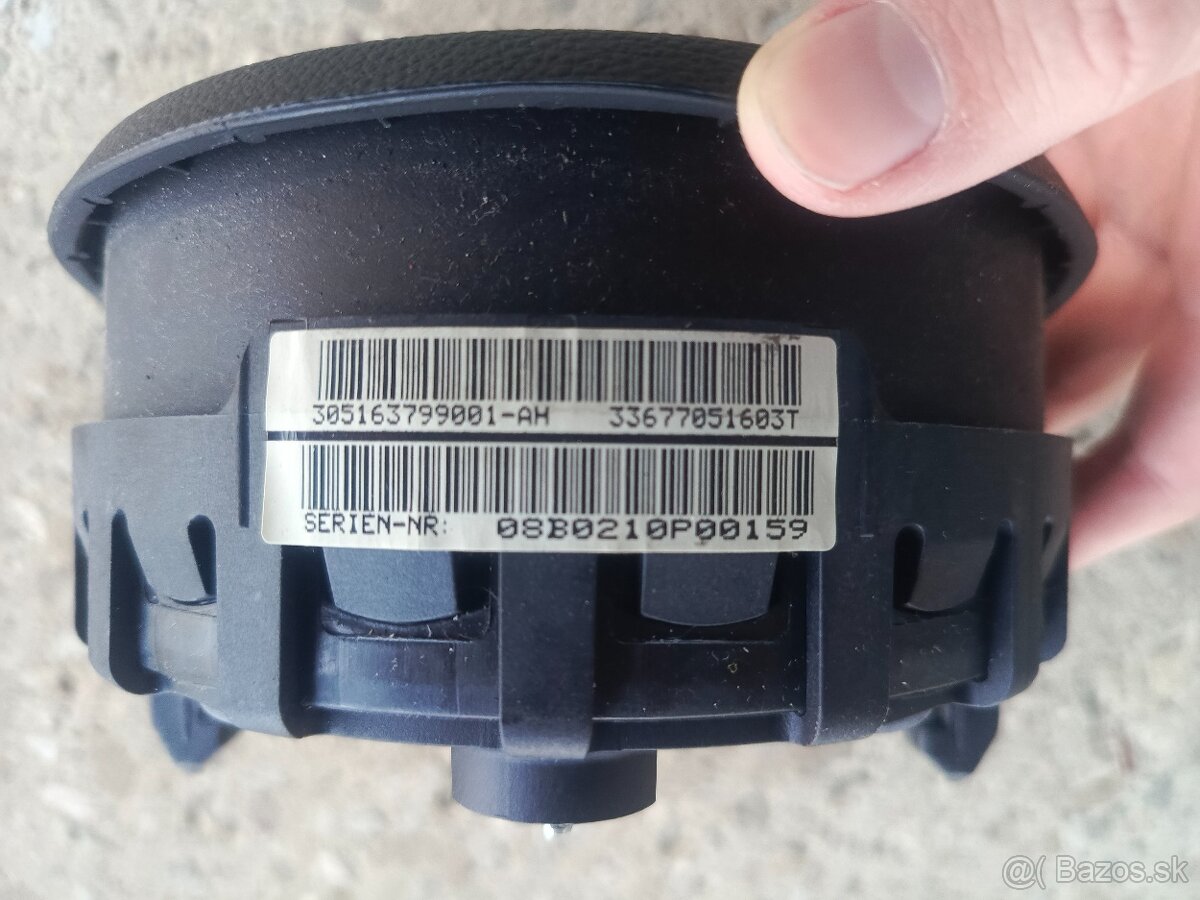 305163799001-AH 33677051603T
SERIEN-NR: 08B0210P00159
@( Bazos.sk